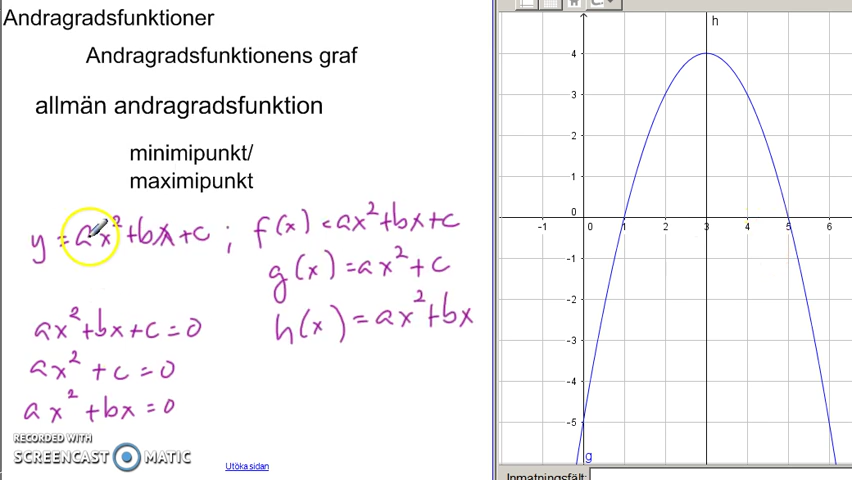 Andragradsfunktioner
Andragradsfunktionens graf
allmän andragradsfunktion
minimipunkt/
maximipunkt
y = ax²+bx+c ; f(x) = ax²+bx+c
g(x) = ax²+c
h(x) = ax²+bx
ax²+bx+c=0
ax²+c=0
ax²+bx=0
RECORDED WITH
SCREENCAST MATIC
Utöka sidan
h
4
3
2
1
0
-1 0 1 2 3 4 5 6
-1
-2
-3
-4
-5
g
Inmatningsfält: